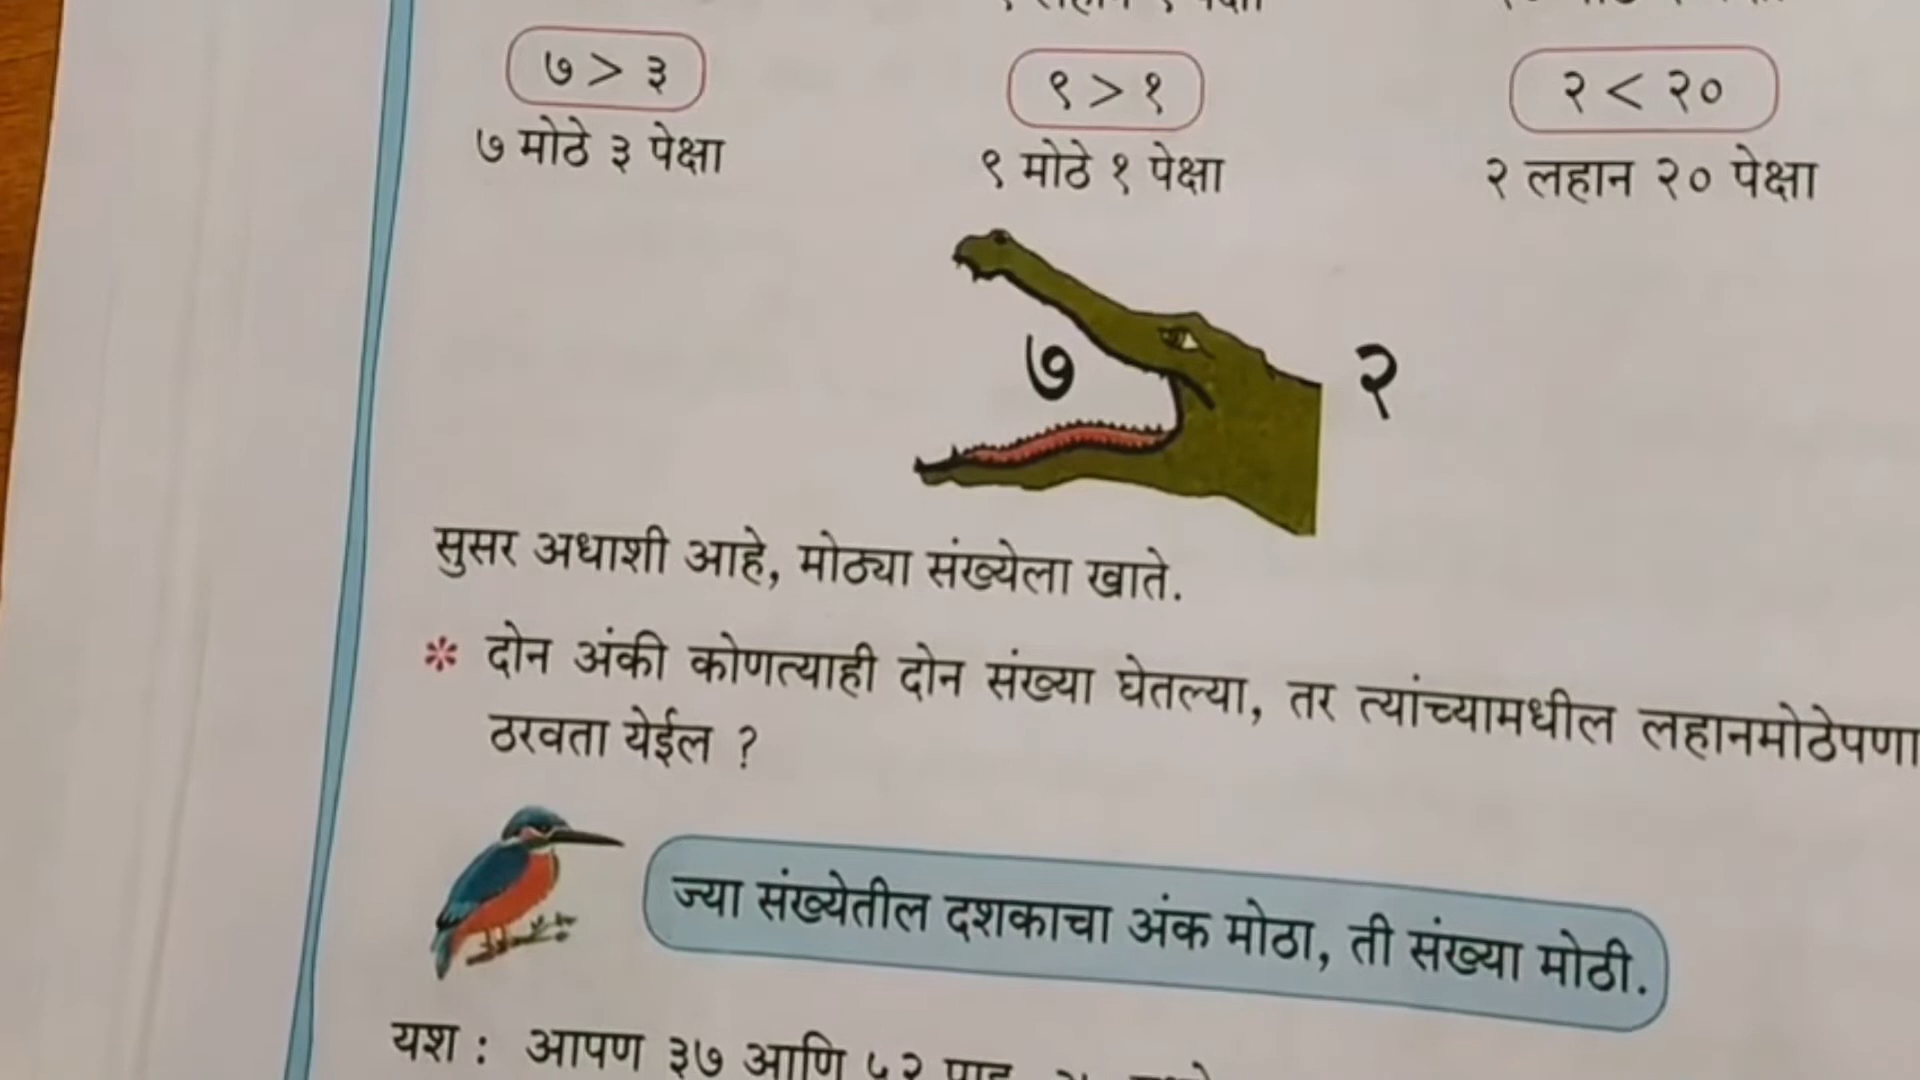 ७ > ३ ९ > १ २ < २०
७ मोठे ३ पेक्षा ९ मोठे १ पेक्षा २ लहान २० पेक्षा
७ २
सुसर अधाशी आहे, मोठ्या संख्येला खाते.
* दोन अंकी कोणत्याही दोन संख्या घेतल्या, तर त्यांच्यामधील लहानमोठेपणा
ठरवता येईल ?
ज्या संख्येतील दशकाचा अंक मोठा, ती संख्या मोठी.
यश : आपण ३७ आणि ५२